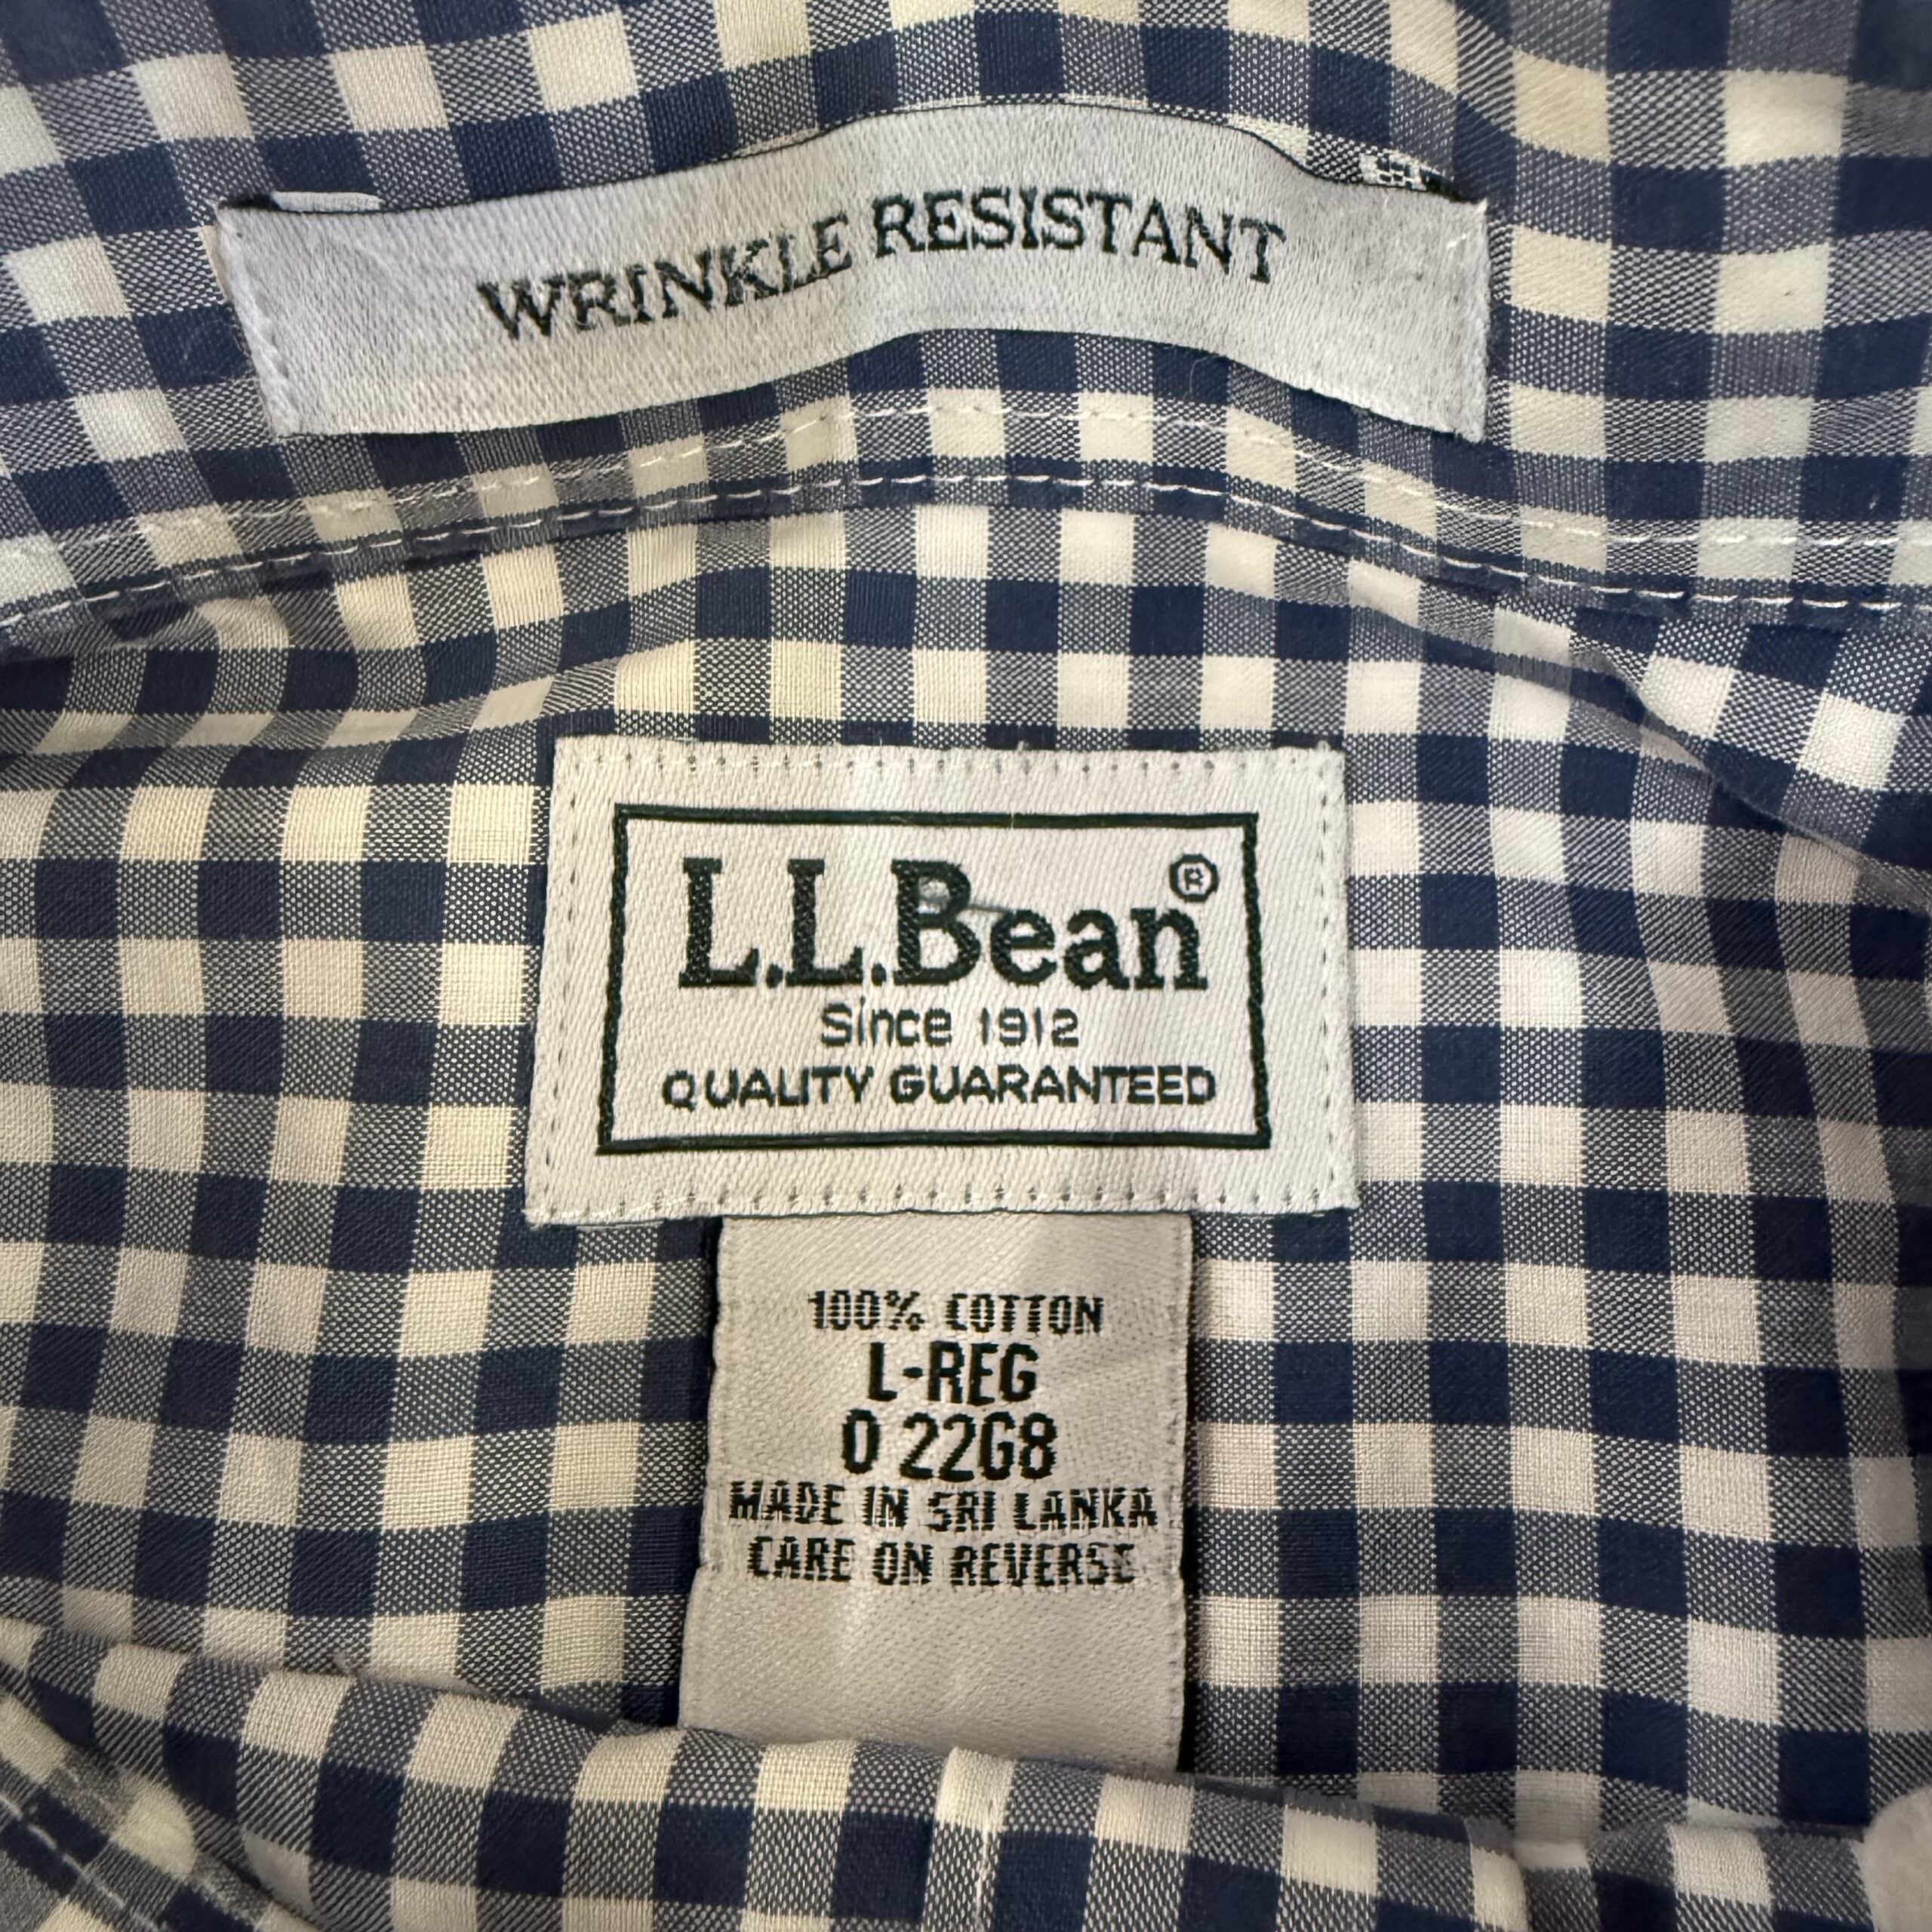 WRINKLE RESISTANT
L.L.Bean®
Since 1912
QUALITY GUARANTEED
100% COTTON
L-REG
0 22G8
MADE IN SRI LANKA
CARE ON REVERSE